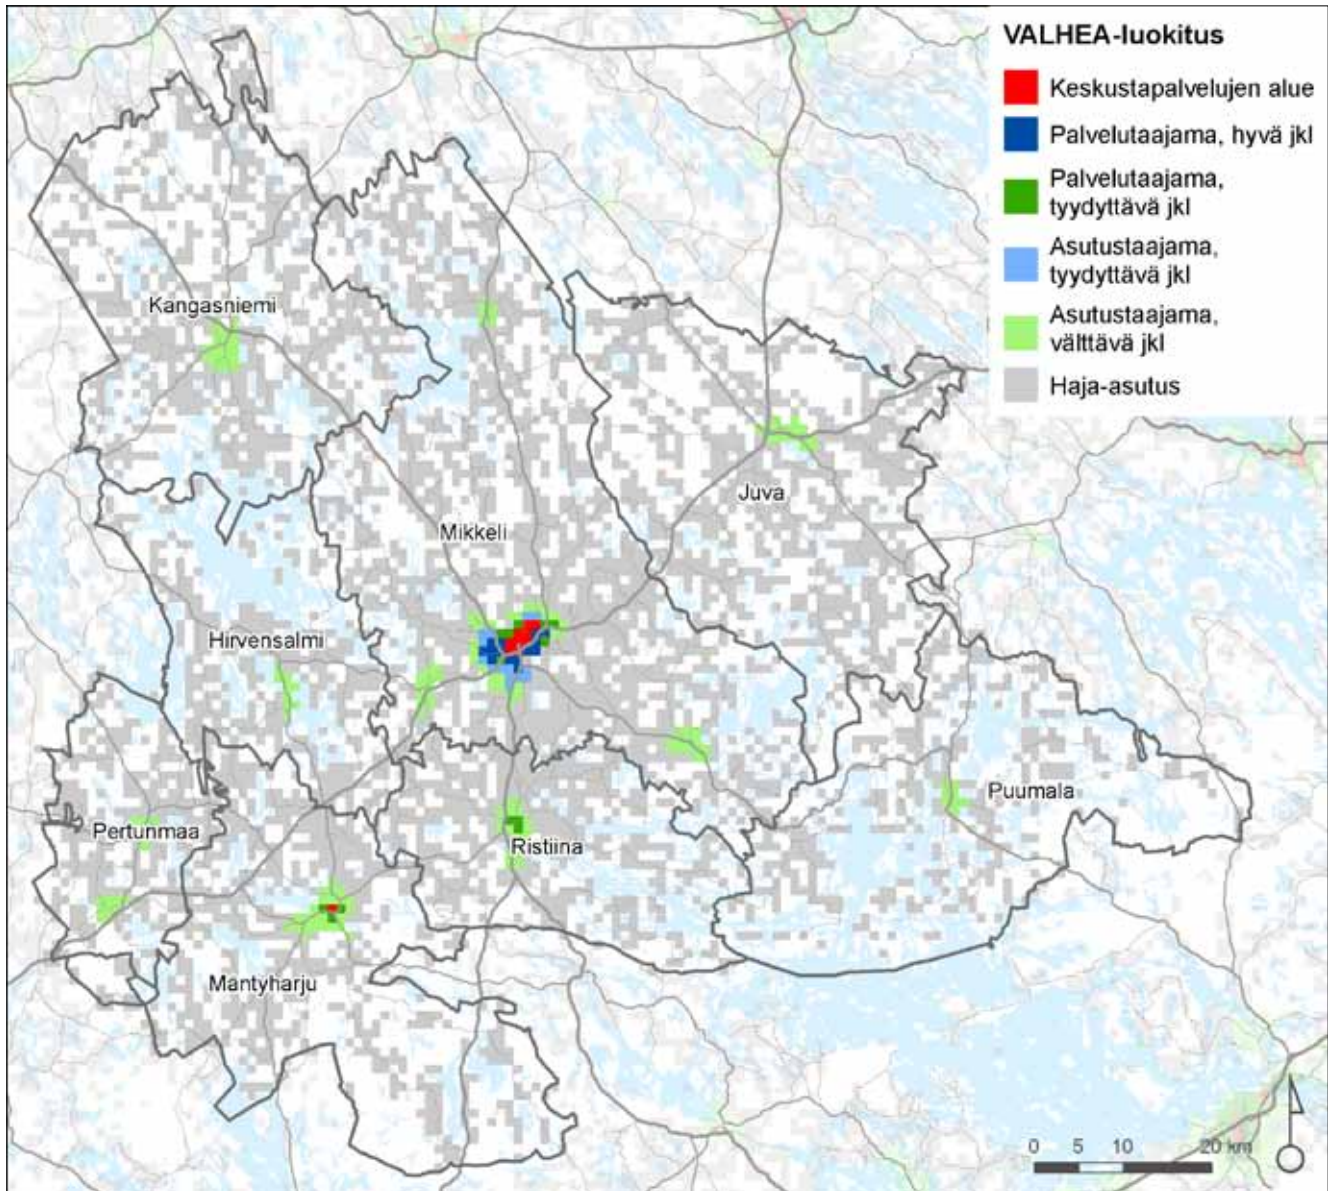 VALHEA-luokitus
Keskustapalvelujen alue
Palvelutaajama, hyvä jkl
Palvelutaajama,
tyydyttävä jkl
Asutustaajama,
tyydyttävä jkl
Asutustaajama,
välttävä jkl
Haja-asutus
Kangasniemi
Juva
Mikkeli
Hirvensalmi
Puumala
Pertunmaa
Ristiina
Mantyharju
0 5 10 20 km